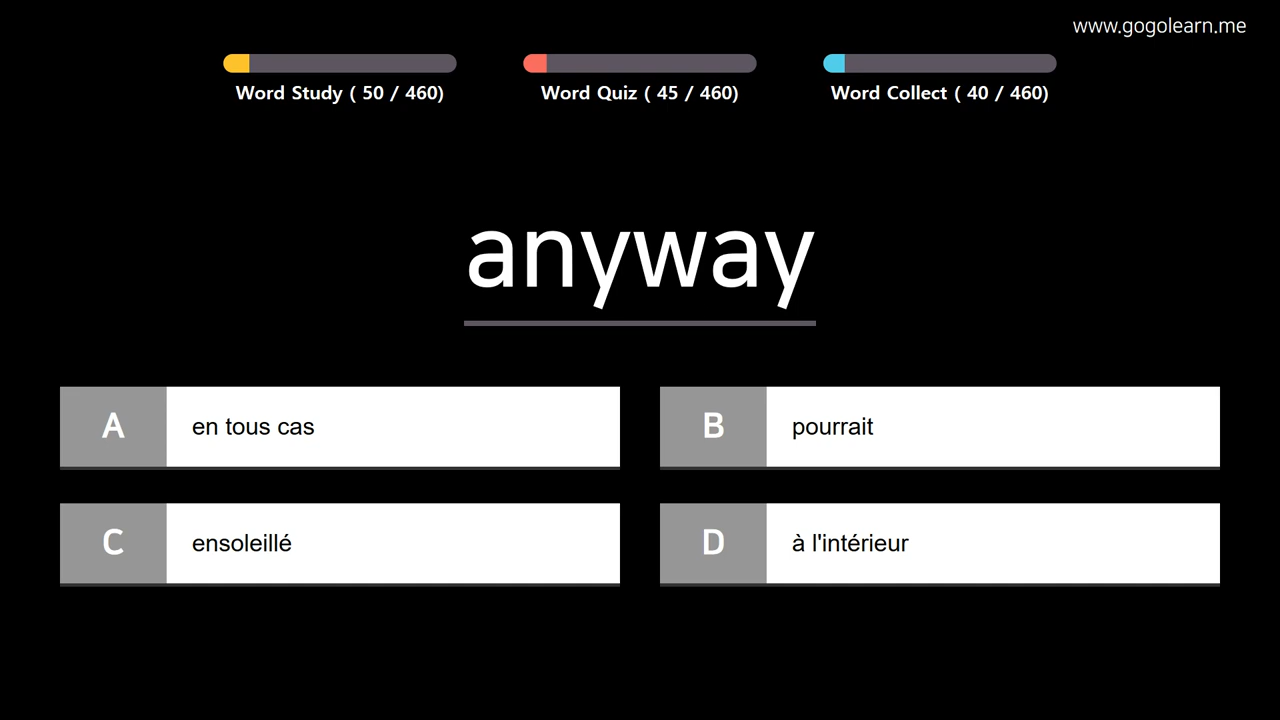 www.gogolearn.me
Word Study ( 50 / 460)
Word Quiz ( 45 / 460)
Word Collect ( 40 / 460)
anyway
A
en tous cas
B
pourrait
C
ensoleillé
D
à l'intérieur